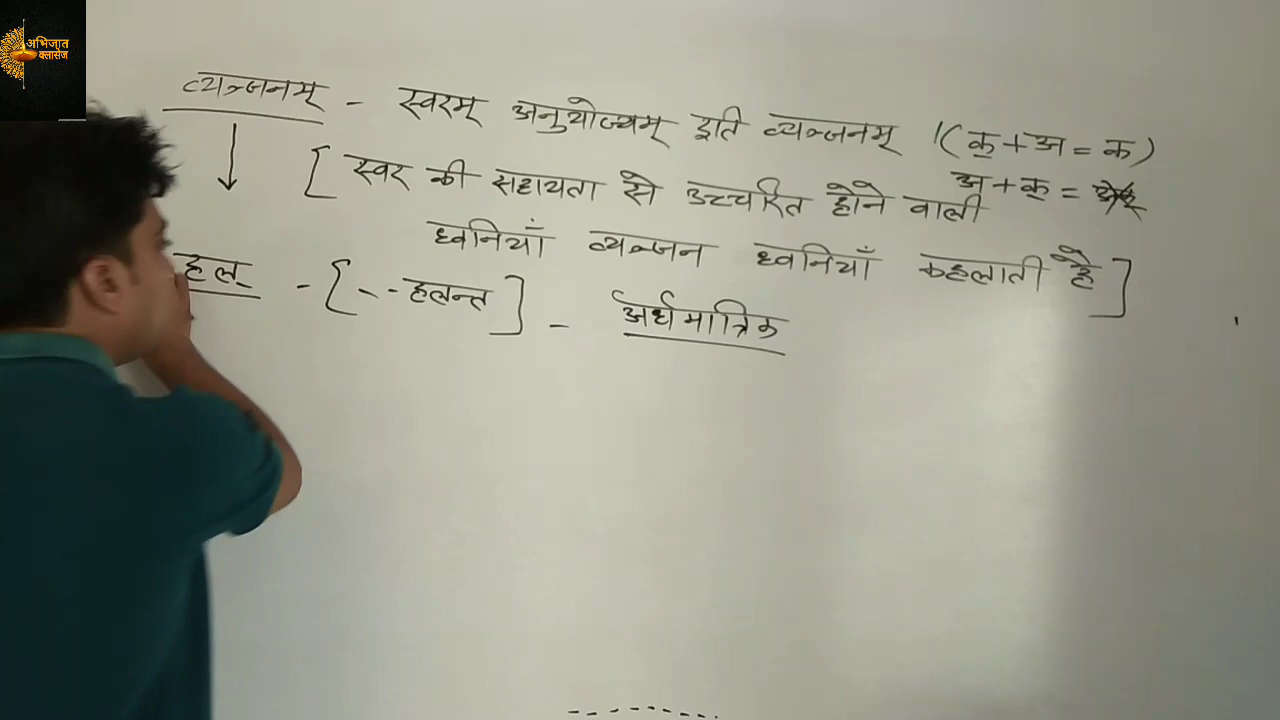 अभिजात
क्लासेज
व्यञ्जनम् - स्वरम् अनुयोज्यम् इति व्यञ्जनम् ।(क् + अ = क)
अ + क् =
[ स्वर की सहायता से उच्चरित होने वाली
ध्वनियाँ व्यञ्जन ध्वनियाँ कहलाती है ]
हल् - [ - - हलन्त ] - अर्धमात्रिक